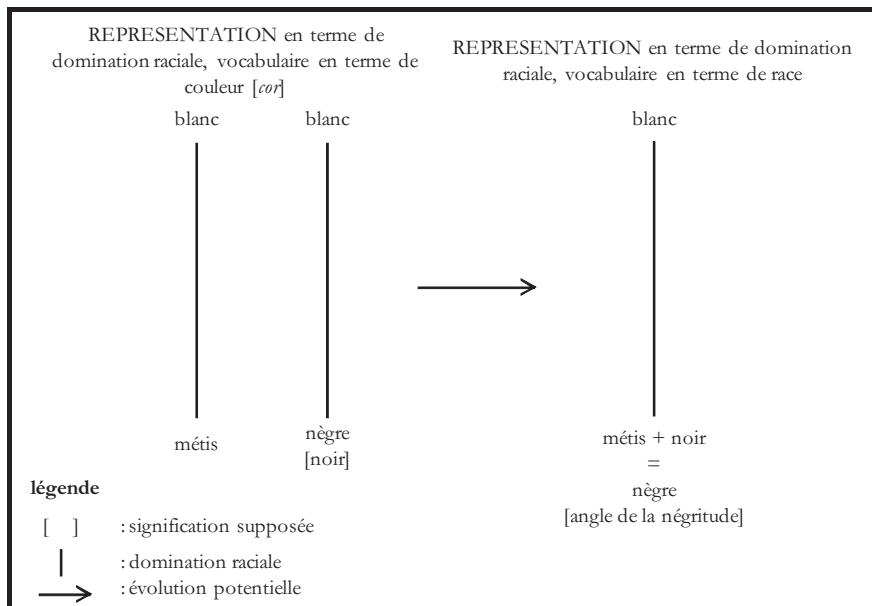 REPRESENTATION en terme de
domination raciale, vocabulaire en terme de
couleur [cor]
blanc
blanc
métis
nègre
[noir]
REPRESENTATION en terme de domination
raciale, vocabulaire en terme de race
blanc
métis + noir
=
nègre
[angle de la négritude]
légende
[ ] : signification supposée
: domination raciale
: évolution potentielle